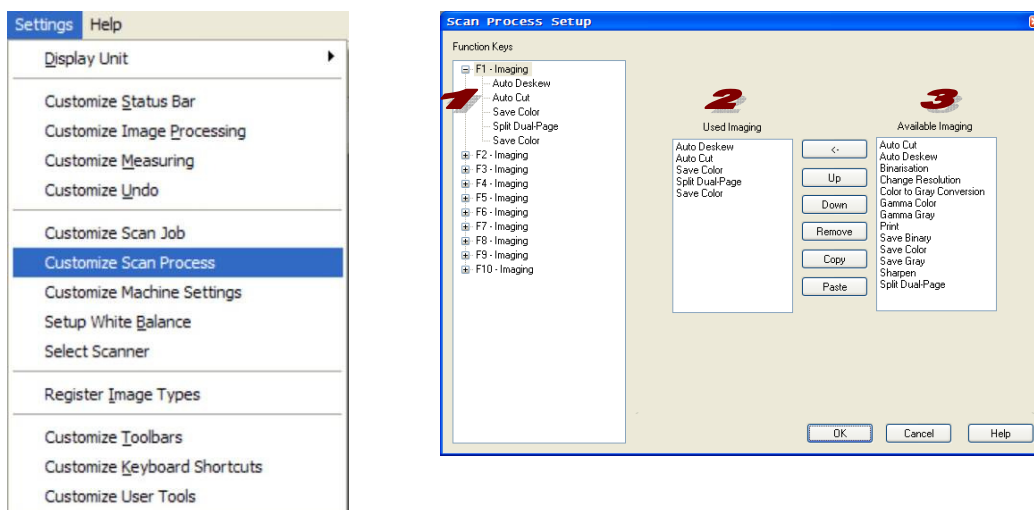 Settings Help
Display Unit
Customize Status Bar
Customize Image Processing
Customize Measuring
Customize Undo
Customize Scan Job
Customize Scan Process
Customize Machine Settings
Setup White Balance
Select Scanner
Register Image Types
Customize Toolbars
Customize Keyboard Shortcuts
Customize User Tools
Scan Process Setup
Function Keys
F1 - Imaging
Auto Deskew
Auto Cut
Save Color
Split Dual-Page
Save Color
F2 - Imaging
F3 - Imaging
F4 - Imaging
F5 - Imaging
F6 - Imaging
F7 - Imaging
F8 - Imaging
F9 - Imaging
F10 - Imaging
1
2
Used Imaging
Auto Deskew
Auto Cut
Save Color
Split Dual-Page
Save Color
<-
Up
Down
Remove
Copy
Paste
3
Available Imaging
Auto Cut
Auto Deskew
Binarisation
Change Resolution
Color to Gray Conversion
Gamma Color
Gamma Gray
Print
Save Binary
Save Color
Save Gray
Sharpen
Split Dual-Page
OK Cancel Help